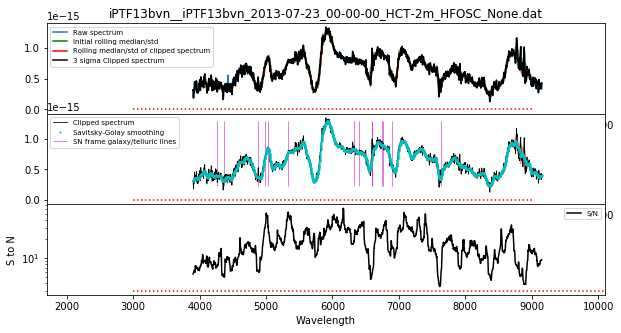 iPTF13bvn__iPTF13bvn_2013-07-23_00-00-00_HCT-2m_HFOSC_None.dat
1e−15
Raw spectrum
Initial rolling median/std
Rolling median/std of clipped spectrum
3 sigma Clipped spectrum
1.0
0.5
0.0
1e−15
00
Clipped spectrum
Savitsky-Golay smoothing
SN frame galaxy/telluric lines
1.0
0.5
0.0
00
S/N
S to N
10¹
2000 3000 4000 5000 6000 7000 8000 9000 10000
Wavelength